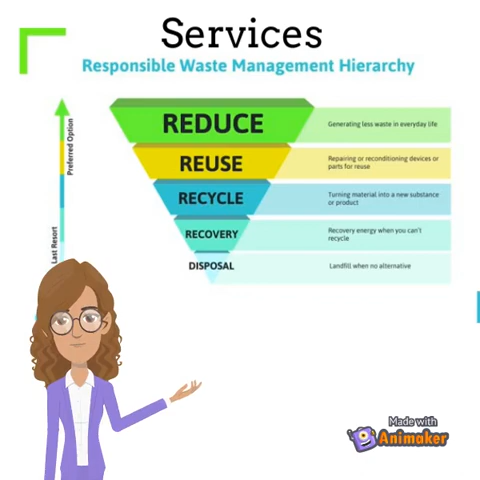 Services
Responsible Waste Management Hierarchy
Preferred Option
Last Resort
REDUCE
Generating less waste in everyday life
REUSE
Repairing or reconditioning devices or
parts for reuse
RECYCLE
Turning material into a new substance
or product
RECOVERY
Recovery energy when you can't
recycle
DISPOSAL
Landfill when no alternative
Made with
Animaker